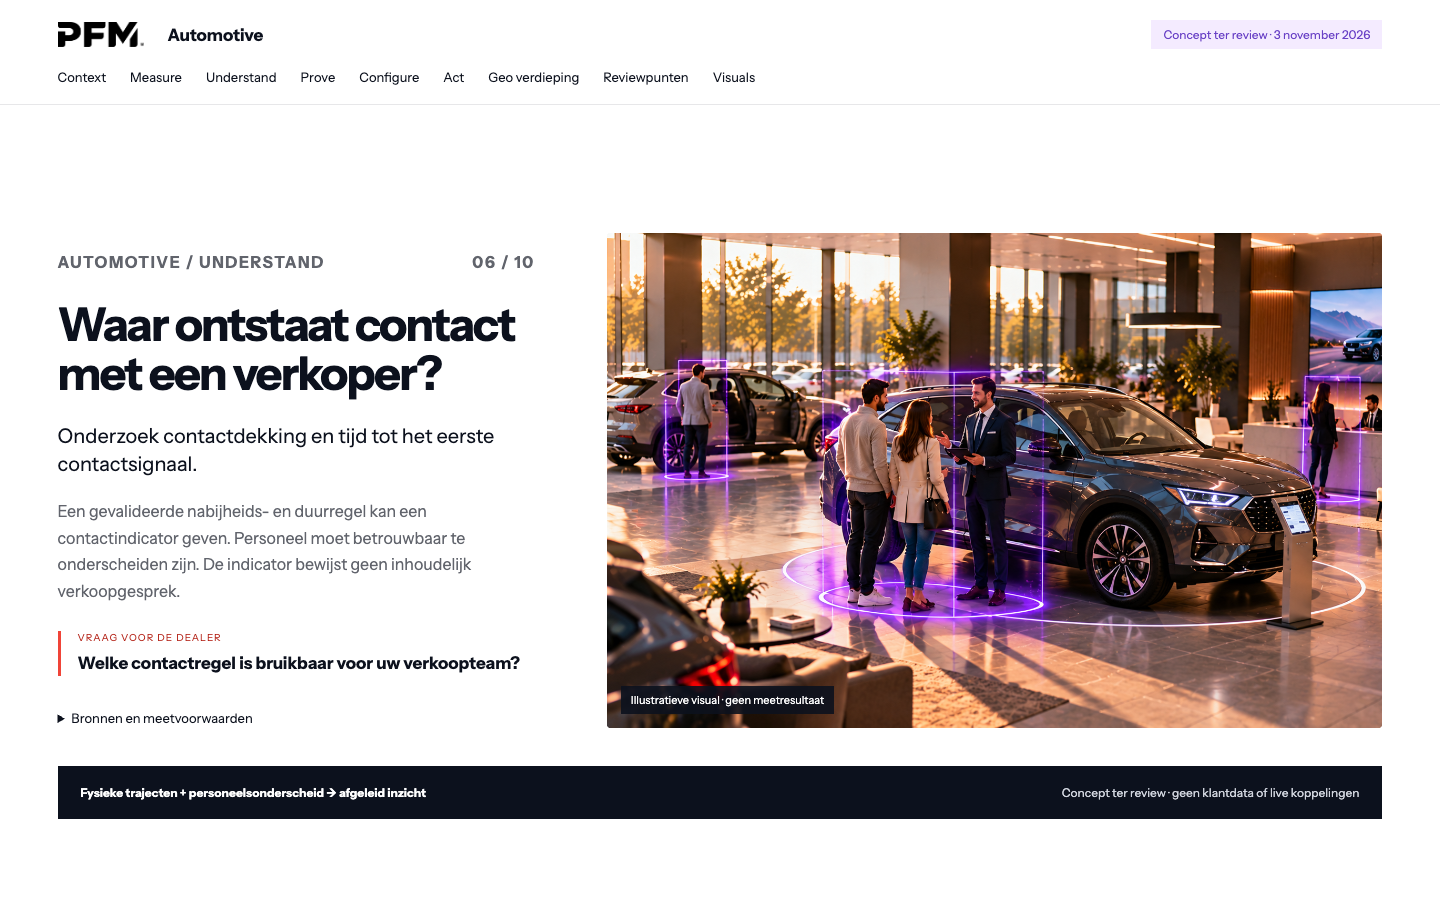 PFM
Automotive
Concept ter review · 3 november 2026
Context Measure Understand Prove Configure Act Geo verdieping Reviewpunten Visuals
AUTOMOTIVE / UNDERSTAND 06 / 10
Waar ontstaat contact
met een verkoper?
Onderzoek contactdekking en tijd tot het eerste
contactsignaal.
Een gevalideerde nabijheids- en duurregel kan een
contactindicator geven. Personeel moet betrouwbaar te
onderscheiden zijn. De indicator bewijst geen inhoudelijk
verkoopgesprek.
VRAAG VOOR DE DEALER
Welke contactregel is bruikbaar voor uw verkoopteam?
▶ Bronnen en meetvoorwaarden
Illustratieve visual · geen meetresultaat
Fysieke trajecten + personeelsonderscheid → afgeleid inzicht
Concept ter review · geen klantdata of live koppelingen